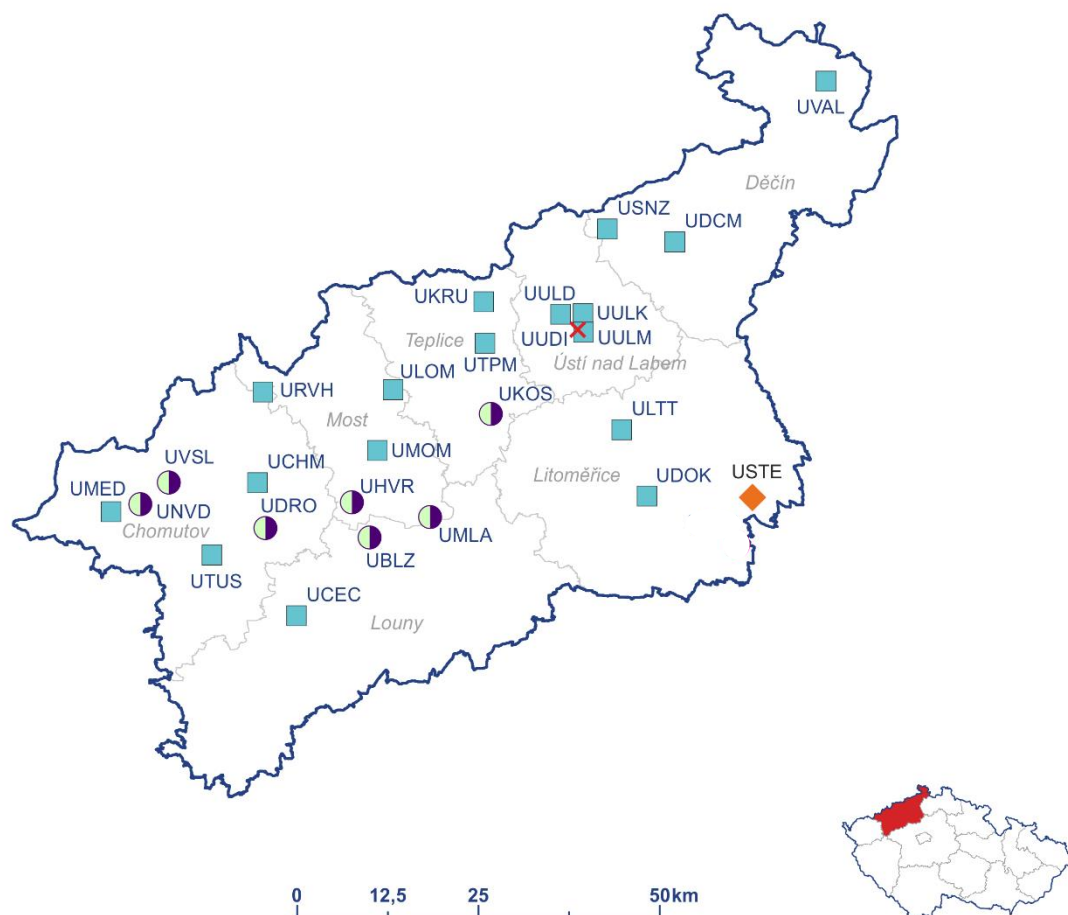 UVAL
Děčín
USNZ
UDCM
UKRU
UULD
UULK
UUDI
UULM
Teplice
UTPM
Ústí nad Labem
ULOM
URVH
UKOS
Most
ULTT
UVSL
UCHM
UMOM
Litoměřice
UDOK
USTE
UMED
UNVD
UDRO
UHVR
Chomutov
UMLA
UBLZ
UTUS
UCEC
Louny
0 12,5 25 50km